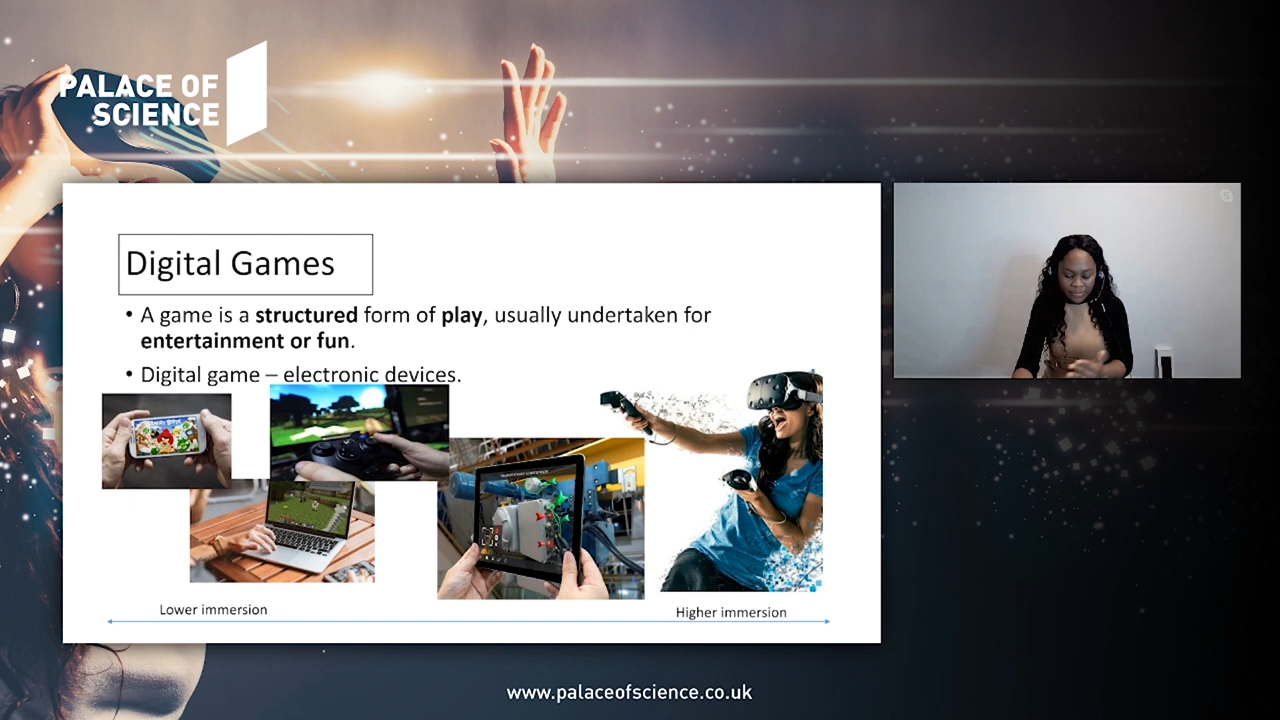 PALACE OF
SCIENCE
Digital Games
• A game is a structured form of play, usually undertaken for
entertainment or fun.
• Digital game – electronic devices.
Lower immersion
Higher immersion
www.palaceofscience.co.uk